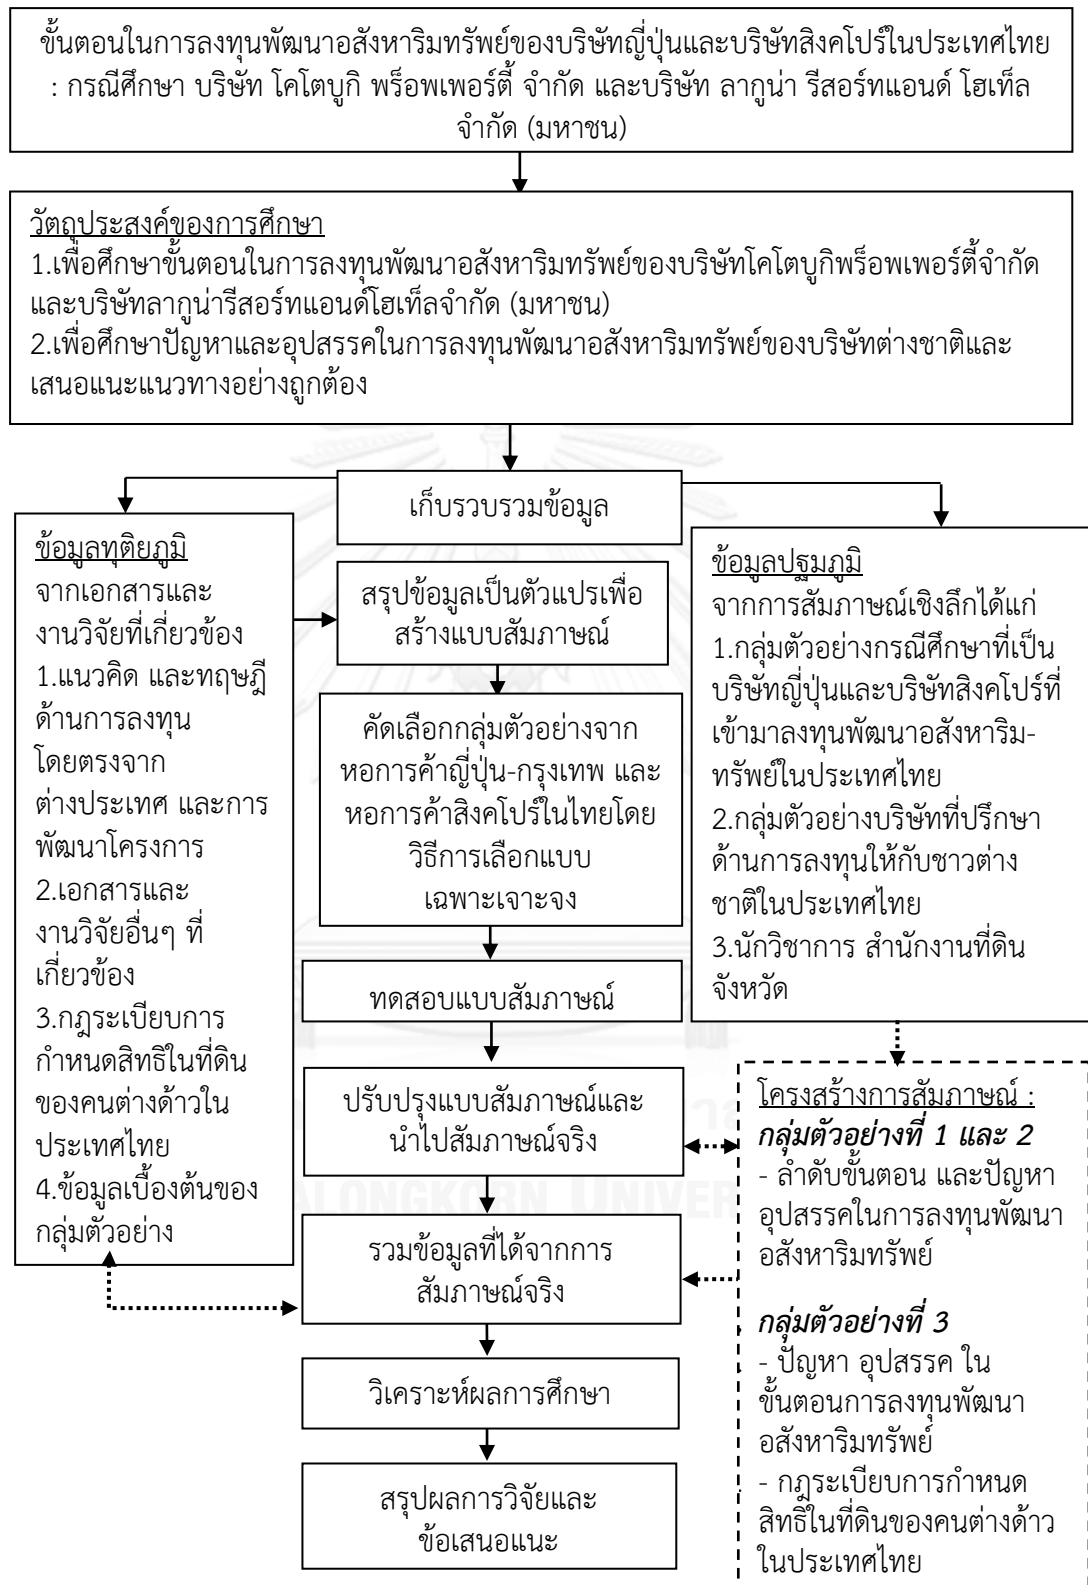 ขั้นตอนในการลงทุนพัฒนาอสังหาริมทรัพย์ของบริษัทญี่ปุ่นและบริษัทสิงคโปร์ในประเทศไทย
: กรณีศึกษา บริษัท โคโตบูกิ พร็อพเพอร์ตี้ จำกัด และบริษัท ลากูน่า รีสอร์ทแอนด์ โฮเท็ล
จำกัด (มหาชน)
วัตถุประสงค์ของการศึกษา
1.เพื่อศึกษาขั้นตอนในการลงทุนพัฒนาอสังหาริมทรัพย์ของบริษัทโคโตบูกิพร็อพเพอร์ตี้จำกัด
และบริษัทลากูน่ารีสอร์ทแอนด์โฮเท็ลจำกัด (มหาชน)
2.เพื่อศึกษาปัญหาและอุปสรรคในการลงทุนพัฒนาอสังหาริมทรัพย์ของบริษัทต่างชาติและ
เสนอแนะแนวทางอย่างถูกต้อง
เก็บรวบรวมข้อมูล
ข้อมูลทุติยภูมิ
จากเอกสารและ
งานวิจัยที่เกี่ยวข้อง
1.แนวคิด และทฤษฎี
ด้านการลงทุน
โดยตรงจาก
ต่างประเทศ และการ
พัฒนาโครงการ
2.เอกสารและ
งานวิจัยอื่นๆ ที่
เกี่ยวข้อง
3.กฎระเบียบการ
กำหนดสิทธิในที่ดิน
ของคนต่างด้าวใน
ประเทศไทย
4.ข้อมูลเบื้องต้นของ
กลุ่มตัวอย่าง
สรุปข้อมูลเป็นตัวแปรเพื่อ
สร้างแบบสัมภาษณ์
คัดเลือกกลุ่มตัวอย่างจาก
หอการค้าญี่ปุ่น-กรุงเทพ และ
หอการค้าสิงคโปร์ในไทยโดย
วิธีการเลือกแบบ
เฉพาะเจาะจง
ทดสอบแบบสัมภาษณ์
ปรับปรุงแบบสัมภาษณ์และ
นำไปสัมภาษณ์จริง
ALONGKORN UNIVER
รวมข้อมูลที่ได้จากการ
สัมภาษณ์จริง
วิเคราะห์ผลการศึกษา
สรุปผลการวิจัยและ
ข้อเสนอแนะ
ข้อมูลปฐมภูมิ
จากการสัมภาษณ์เชิงลึกได้แก่
1.กลุ่มตัวอย่างกรณีศึกษาที่เป็น
บริษัทญี่ปุ่นและบริษัทสิงคโปร์ที่
เข้ามาลงทุนพัฒนาอสังหาริม-
ทรัพย์ในประเทศไทย
2.กลุ่มตัวอย่างบริษัทที่ปรึกษา
ด้านการลงทุนให้กับชาวต่าง
ชาติในประเทศไทย
3.นักวิชาการ สำนักงานที่ดิน
จังหวัด
โครงสร้างการสัมภาษณ์ :
กลุ่มตัวอย่างที่ 1 และ 2
- ลำดับขั้นตอน และปัญหา
อุปสรรคในการลงทุนพัฒนา
อสังหาริมทรัพย์
กลุ่มตัวอย่างที่ 3
- ปัญหา อุปสรรค ใน
ขั้นตอนการลงทุนพัฒนา
อสังหาริมทรัพย์
- กฎระเบียบการกำหนด
สิทธิในที่ดินของคนต่างด้าว
ในประเทศไทย